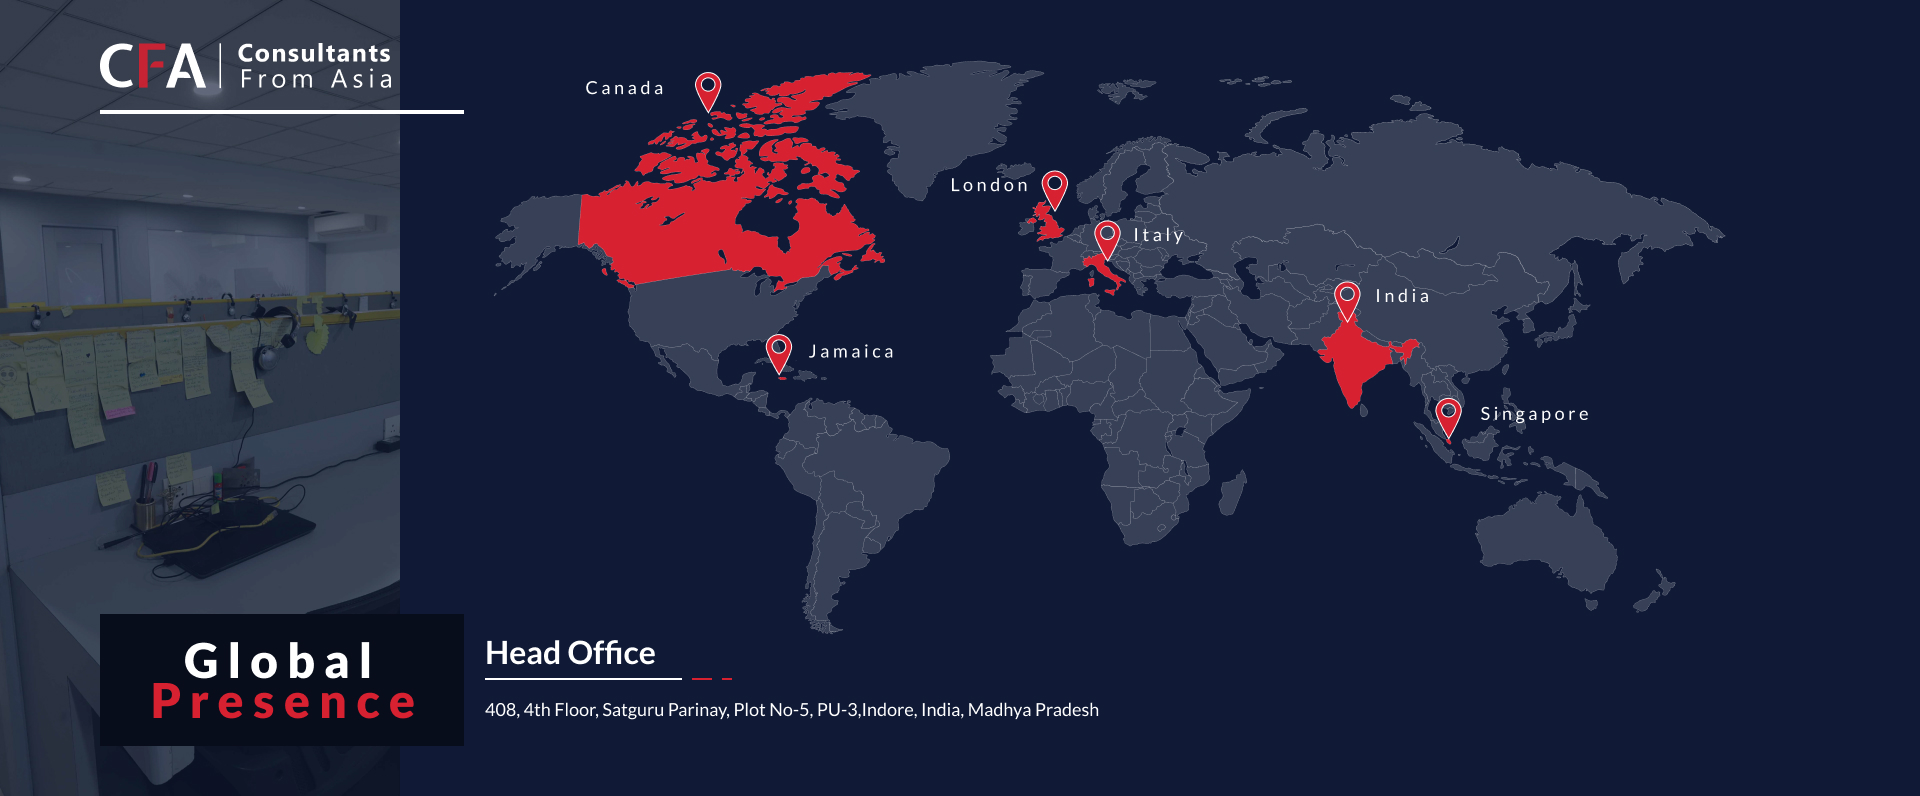 CFA
Consultants
From Asia
Canada
London
Italy
India
Jamaica
Singapore
Global
Presence
Head Office
408, 4th Floor, Satguru Parinay, Plot No-5, PU-3,Indore, India, Madhya Pradesh